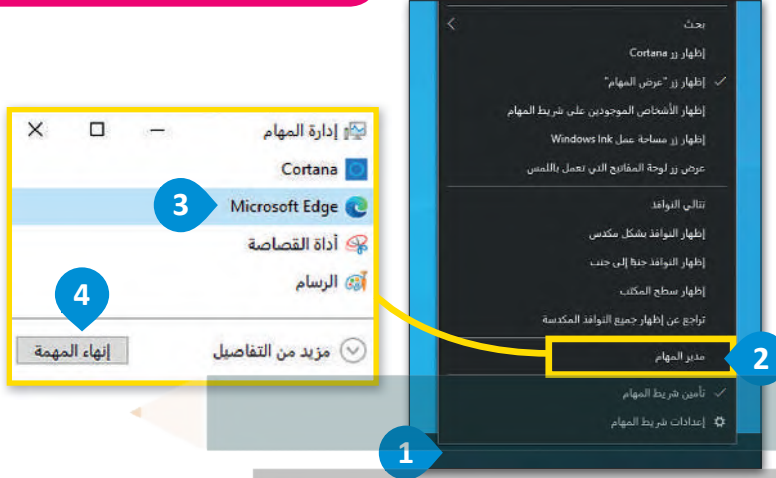 بحث
إظهار زر Cortana
إظهار زر "عرض المهام"
إظهار الأشخاص الموجودين على شريط المهام
إظهار زر مساحة عمل Windows Ink
عرض زر لوحة المفاتيح التي تعمل باللمس
تتالي النوافذ
إظهار النوافذ بشكل مكدس
إظهار النوافذ جنبًا إلى جنب
إظهار سطح المكتب
تراجع عن إظهار جميع النوافذ المكدسة
مدير المهام
2
تأمين شريط المهام
إعدادات شريط المهام
1
إدارة المهام
Cortana
Microsoft Edge
3
أداة القصاصة
الرسام
4
مزيد من التفاصيل
إنهاء المهمة